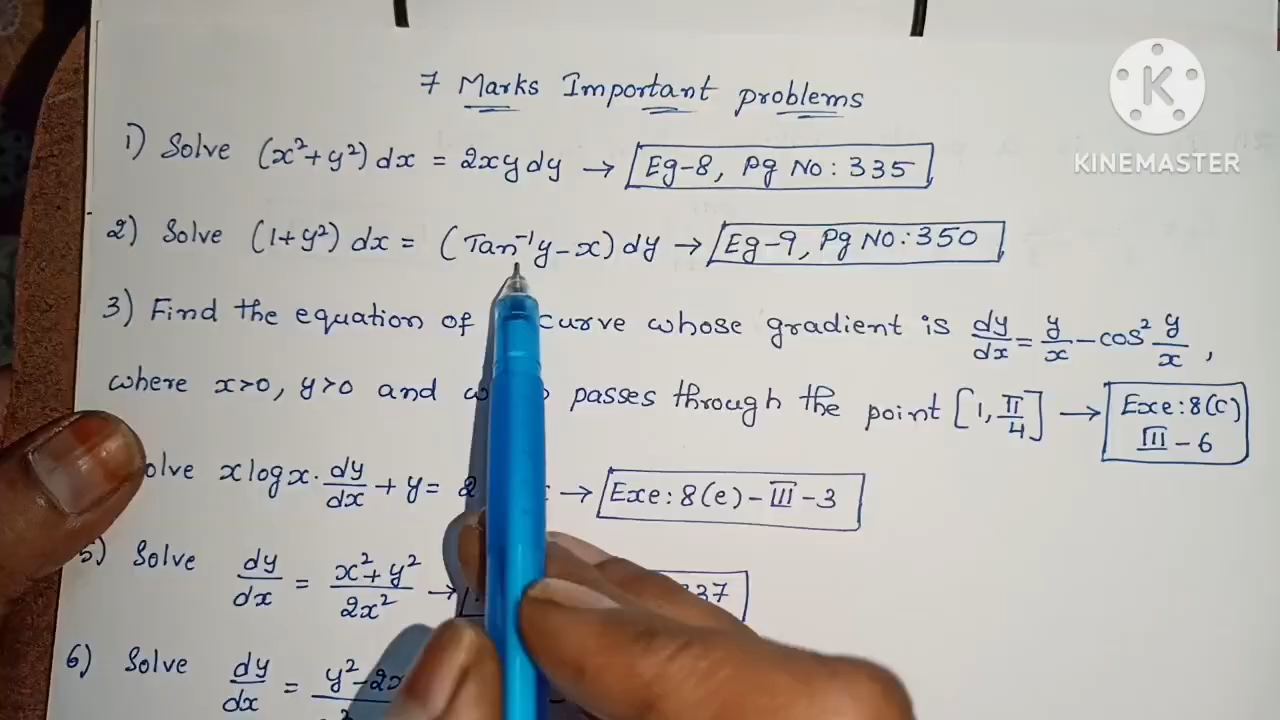 7 Marks Important problems
KINEMASTER
1) Solve (x²+y²) dx = 2xy dy → Eg-8, Pg No: 335
2) Solve (1+y²) dx = (Tan⁻¹y-x) dy → Eg-9, Pg No: 350
3) Find the equation of curve whose gradient is dy/dx = y/x - cos² y/x ,
where x>0, y>0 and passes through the point [1, π/4] → Exe: 8(c) III - 6
olve x log x. dy/dx + y = 2 → Exe: 8(e) - III - 3
5) Solve dy/dx = (x²+y²)/2x² → 37
6) Solve dy/dx = y²-2x